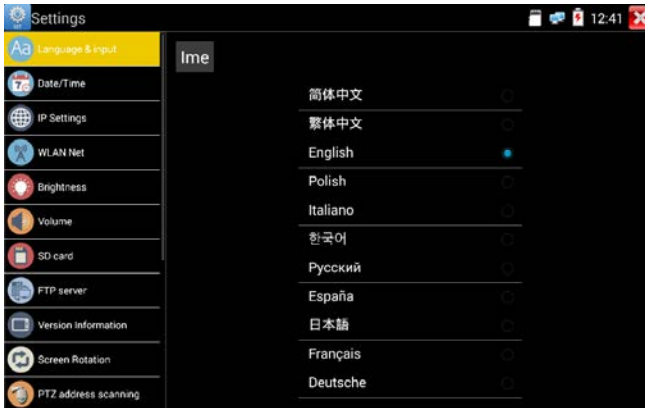 Settings
12:41
Aa Language & input
Ime
Date/Time
IP Settings
WLAN Net
Brightness
Volume
SD card
FTP server
Version Information
Screen Rotation
PTZ address scanning
简体中文
繁体中文
English
Polish
Italiano
한국어
Русский
España
日本語
Français
Deutsche